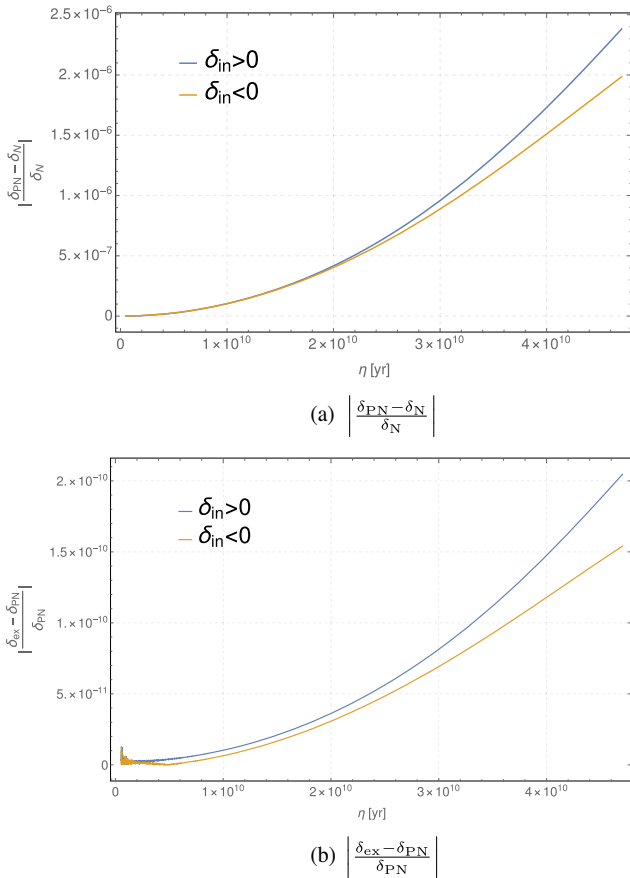 2.5×10⁻⁶
2.×10⁻⁶
1.5×10⁻⁶
1.×10⁻⁶
5.×10⁻⁷
0
|δPN − δN / δN|
δin>0
δin<0
0 1×10¹⁰ 2×10¹⁰ 3×10¹⁰ 4×10¹⁰
η [yr]
(a) |δPN−δN / δN|
2.×10⁻¹⁰
1.5×10⁻¹⁰
1.×10⁻¹⁰
5.×10⁻¹¹
0
|δex − δPN / δPN|
δin>0
δin<0
0 1×10¹⁰ 2×10¹⁰ 3×10¹⁰ 4×10¹⁰
η [yr]
(b) |δex−δPN / δPN|